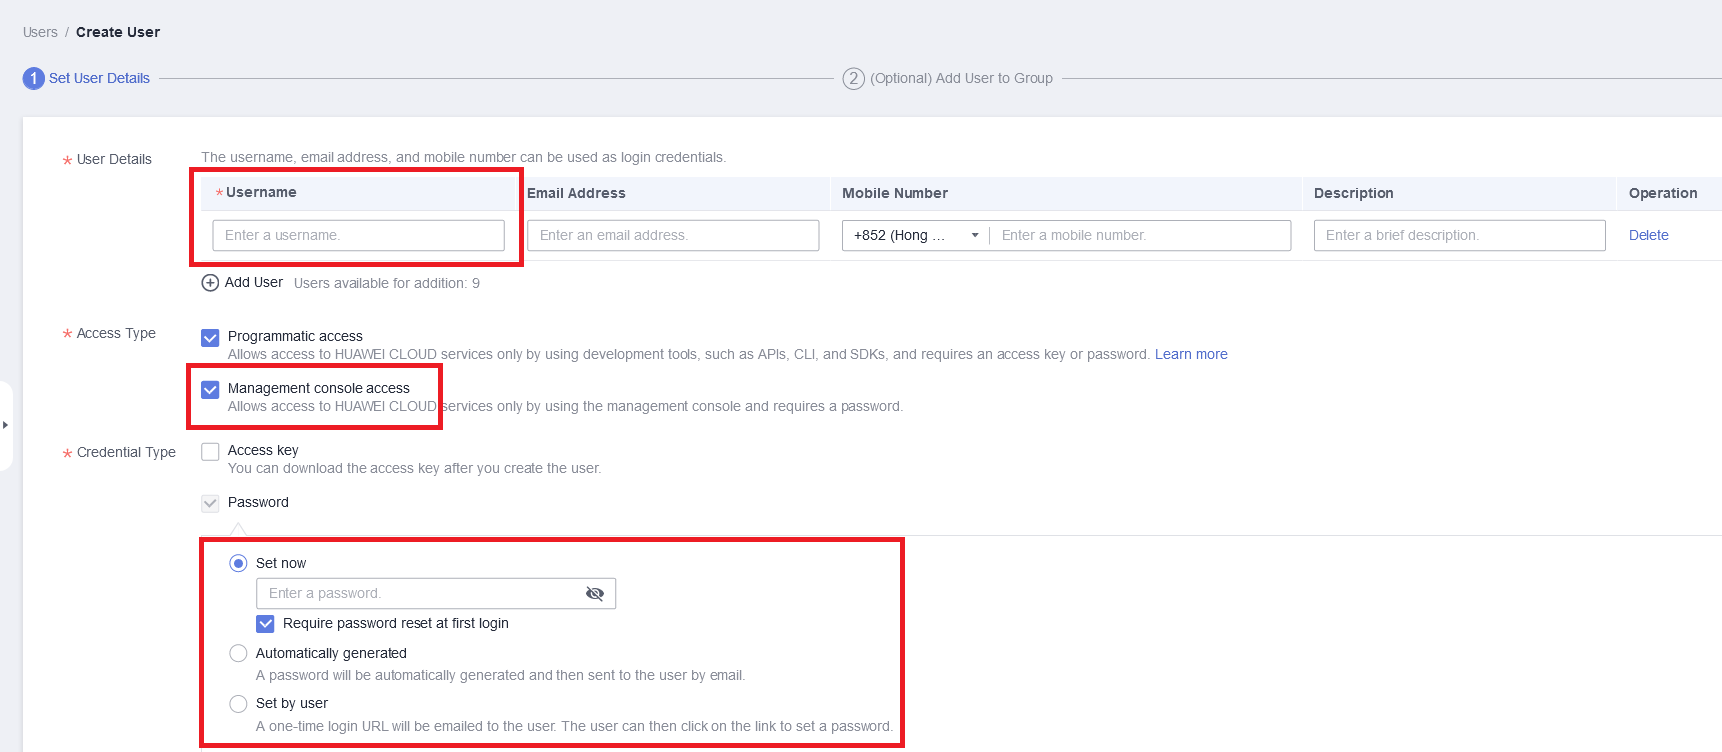 Users / Create User
1 Set User Details
2 (Optional) Add User to Group
* User Details
The username, email address, and mobile number can be used as login credentials.
* Username
Email Address
Mobile Number
Description
Operation
Enter a username.
Enter an email address.
+852 (Hong ...
Enter a mobile number.
Enter a brief description.
Delete
Add User
Users available for addition: 9
* Access Type
Programmatic access
Allows access to HUAWEI CLOUD services only by using development tools, such as APIs, CLI, and SDKs, and requires an access key or password. Learn more
Management console access
Allows access to HUAWEI CLOUD services only by using the management console and requires a password.
* Credential Type
Access key
You can download the access key after you create the user.
Password
Set now
Enter a password.
Require password reset at first login
Automatically generated
A password will be automatically generated and then sent to the user by email.
Set by user
A one-time login URL will be emailed to the user. The user can then click on the link to set a password.